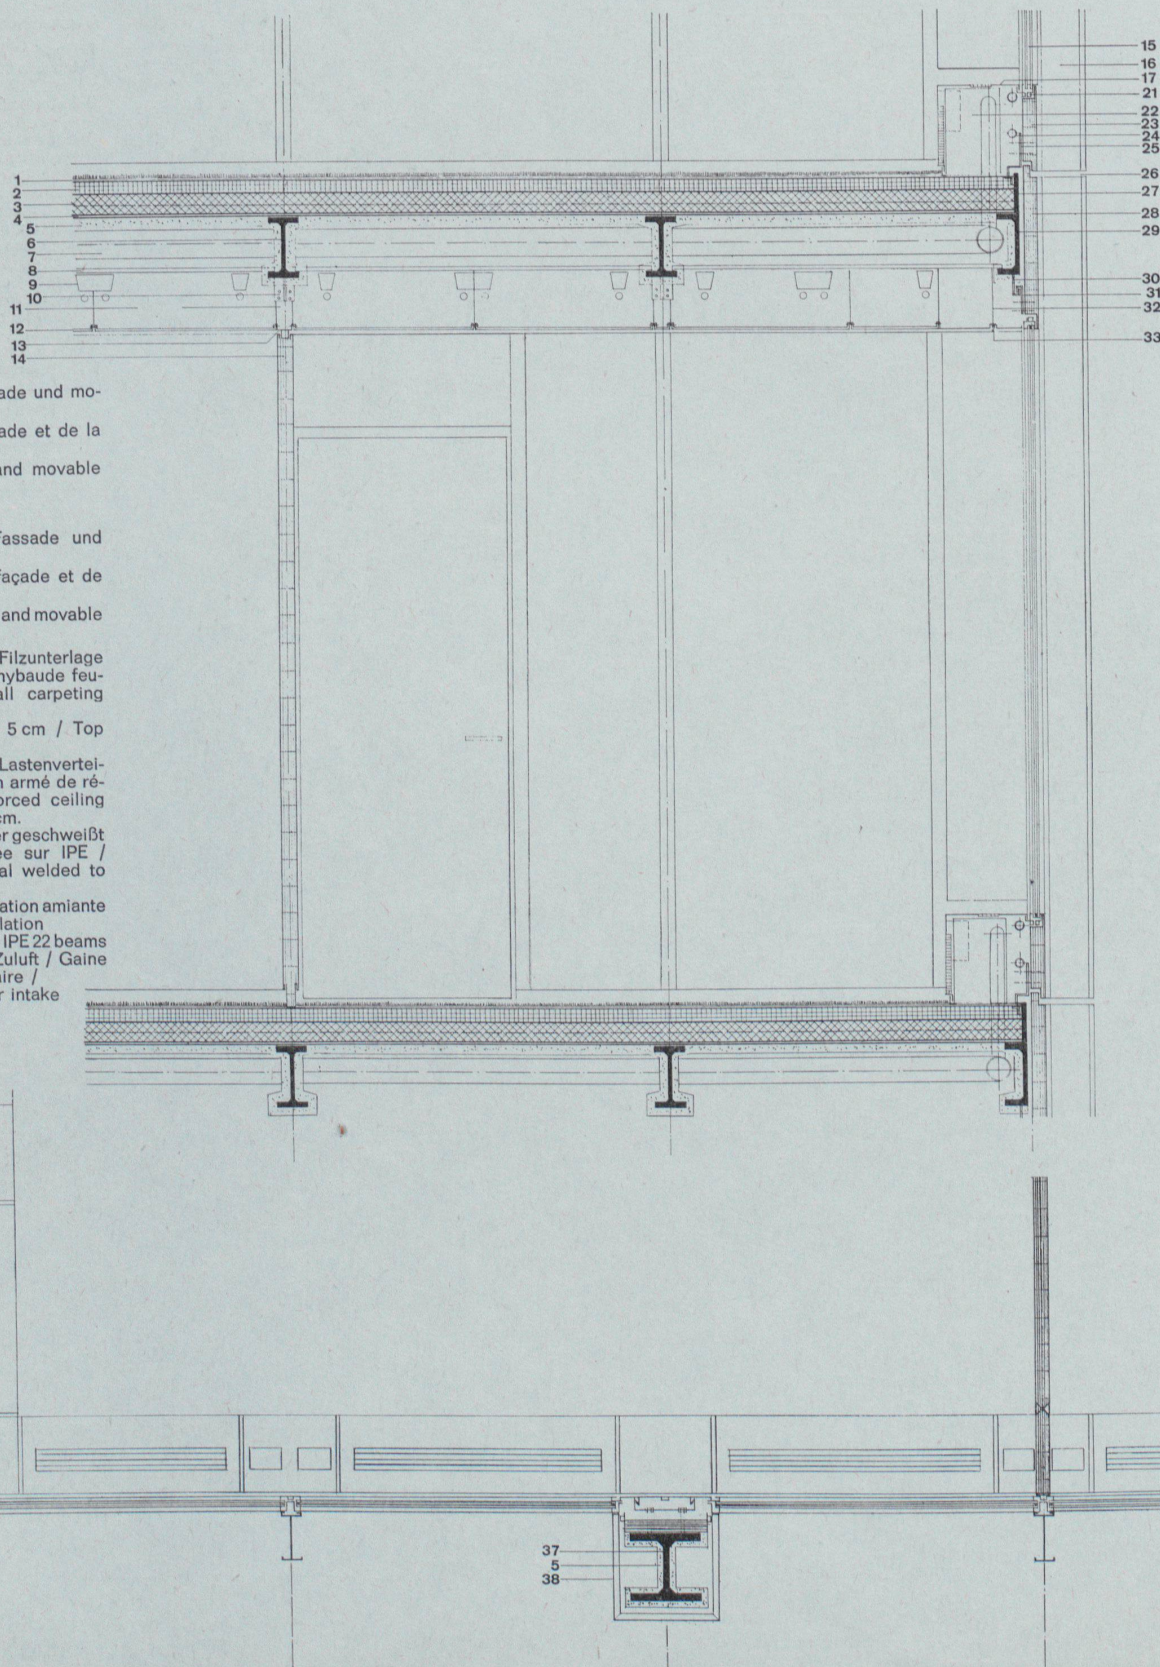 15
16
17
21
22
23
24
25
26
27
28
29
30
31
32
33
1
2
3
4
5
6
7
8
9
10
11
12
13
14
ade und mo-
ade et de la
and movable
Fassade und
façade et de
and movable
Filzunterlage
nybaude feu-
all carpeting
5 cm / Top
Lastenvertei-
n armé de ré-
orced ceiling
cm.
er geschweißt
ée sur IPE /
al welded to
ation amiante
lation
IPE 22 beams
Zuluft / Gaine
aire /
r intake
37
5
38